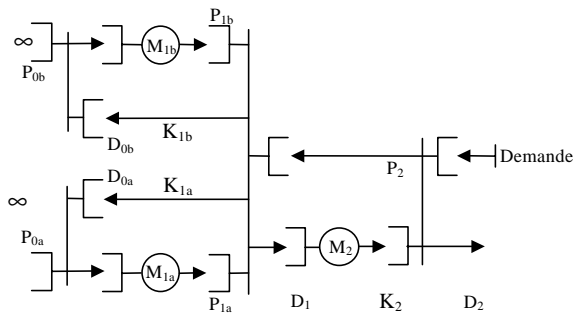 P1b
∞
M1b
P0b
K1b
D0b
P2
Demande
D0a
K1a
∞
P0a
M1a
M2
P1a
D1
K2
D2